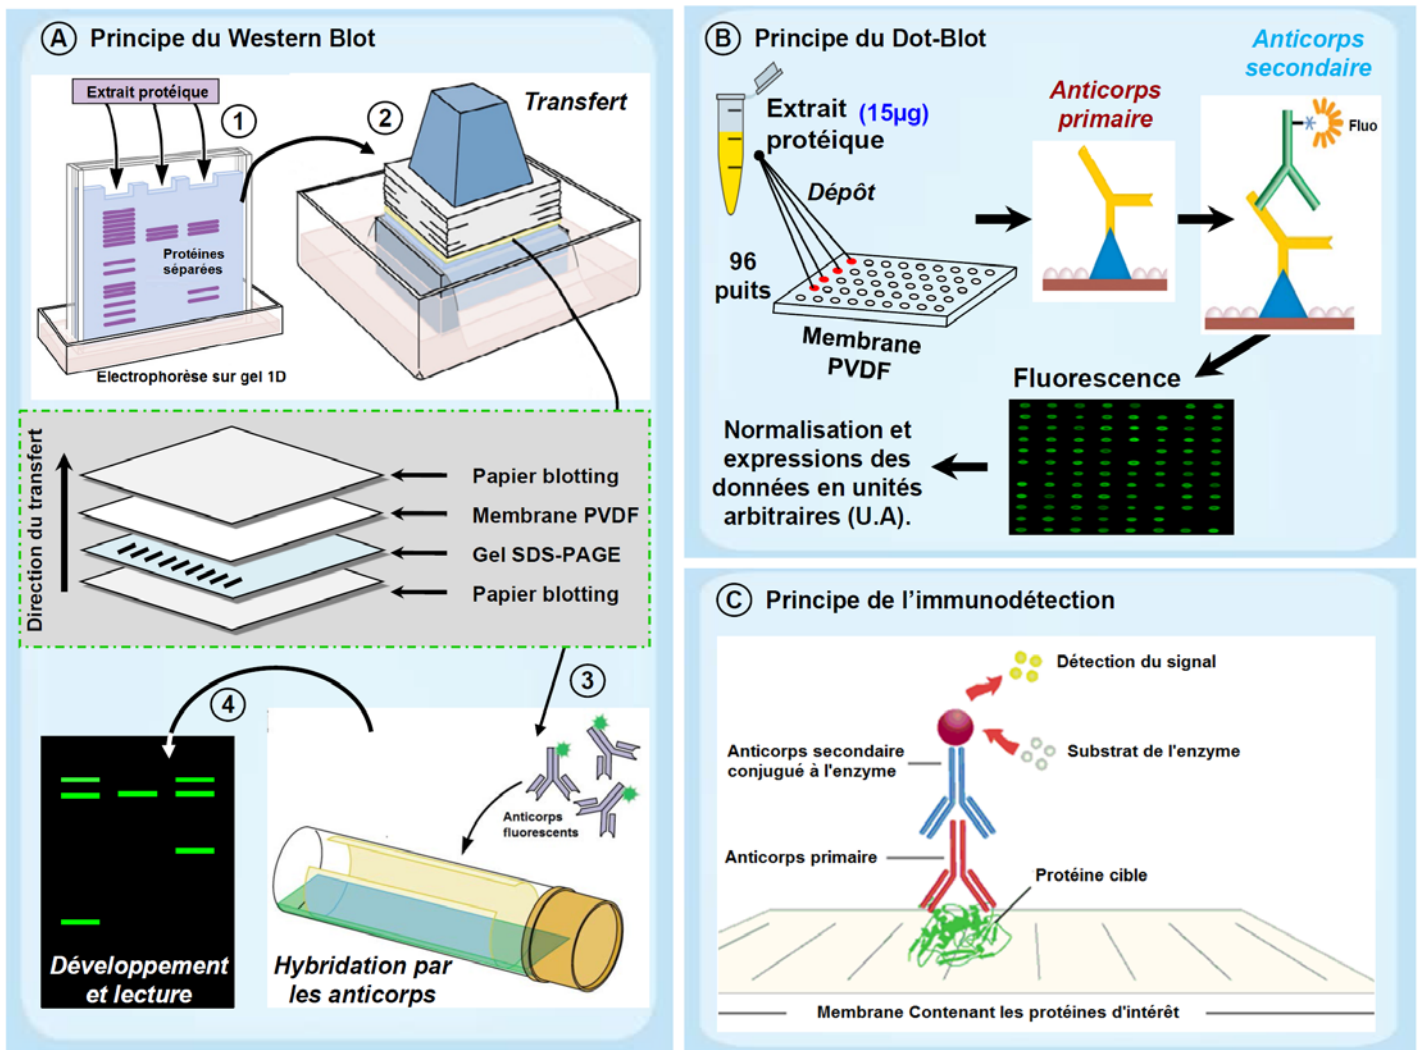 A Principe du Western Blot
Extrait protéique
1
2
Transfert
Protéines
séparées
Electrophorèse sur gel 1D
Direction du transfert
Papier blotting
Membrane PVDF
Gel SDS-PAGE
Papier blotting
3
4
Anticorps
fluorescents
Développement
et lecture
Hybridation par
les anticorps
B Principe du Dot-Blot
Extrait (15µg)
protéique
Dépôt
96
puits
Membrane
PVDF
Anticorps
primaire
Anticorps
secondaire
Fluo
Fluorescence
Normalisation et
expressions des
données en unités
arbitraires (U.A).
C Principe de l'immunodétection
Détection du signal
Substrat de l'enzyme
Anticorps secondaire
conjugué à l'enzyme
Anticorps primaire
Protéine cible
Membrane Contenant les protéines d'intérêt